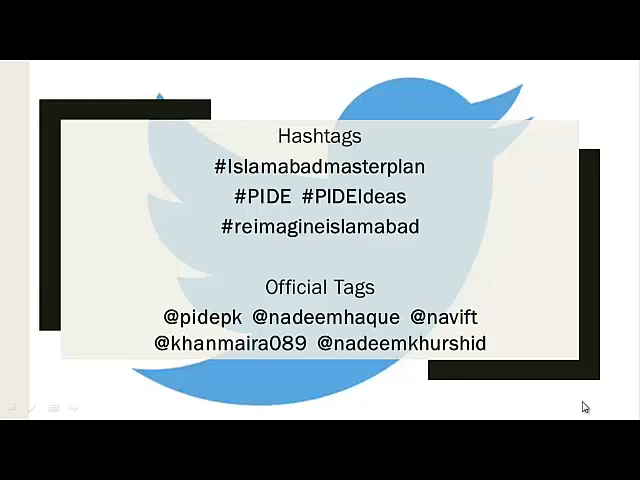 Hashtags
#Islamabadmasterplan
#PIDE #PIDEIdeas
#reimagineislamabad
Official Tags
@pidepk @nadeemhaque @navift
@khanmaira089 @nadeemkhurshid